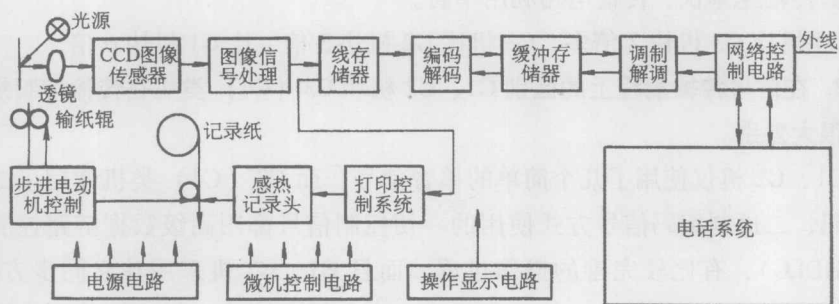 光源
透镜
CCD图像
传感器
图像信
号处理
线存
储器
编码
解码
缓冲存
储器
调制
解调
网络控
制电路
外线
输纸辊
记录纸
步进电动
机控制
感热
记录头
打印控
制系统
电话系统
电源电路
微机控制电路
操作显示电路